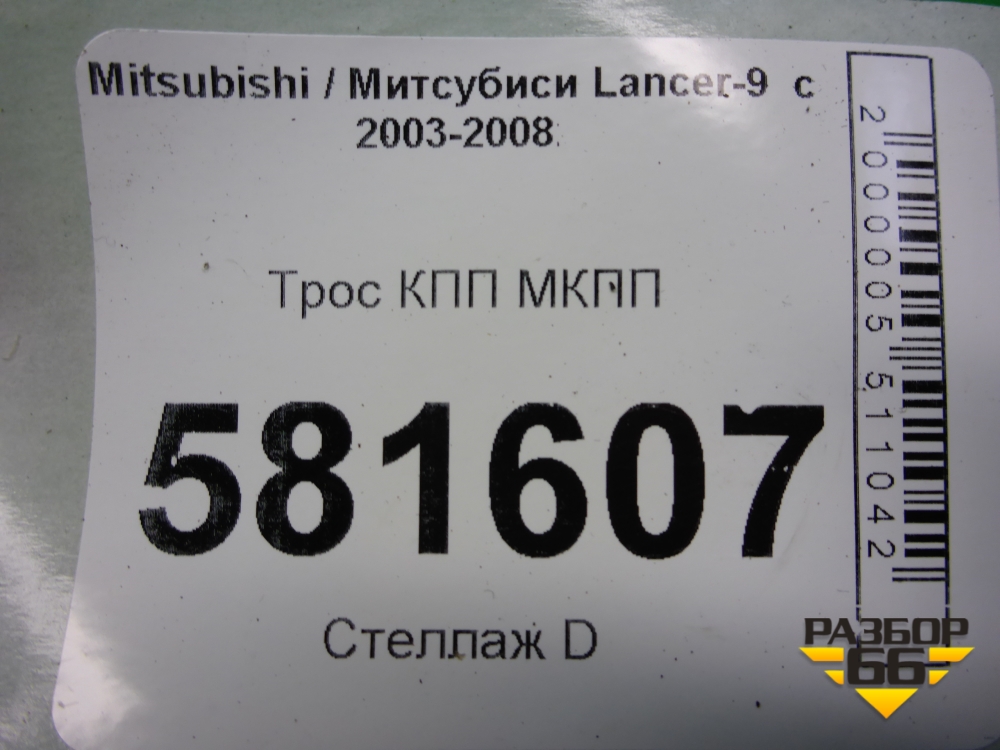 Mitsubishi / Митсубиси Lancer-9 с
2003-2008
Трос КПП МКПП
581607
Стеллаж D
2000005511042
РАЗБОР
66